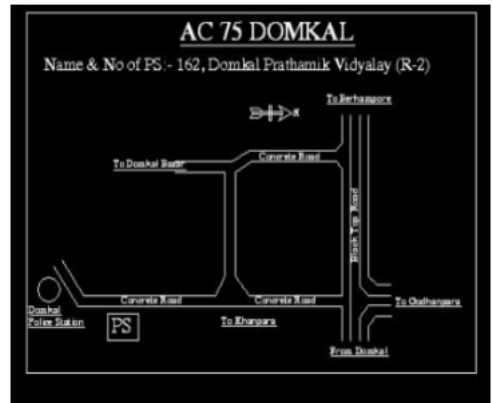 AC 75 DOMKAL
Name & No of PS:- 162, Domkal Prathamik Vidyalay (R-2)
To Berhampore
N
Concrete Road
To Domkal Bazar
Black Top Road
Concrete Road
Concrete Road
To Gudhanpara
Domkal
Police Station
PS
To Khanpara
From Domkal